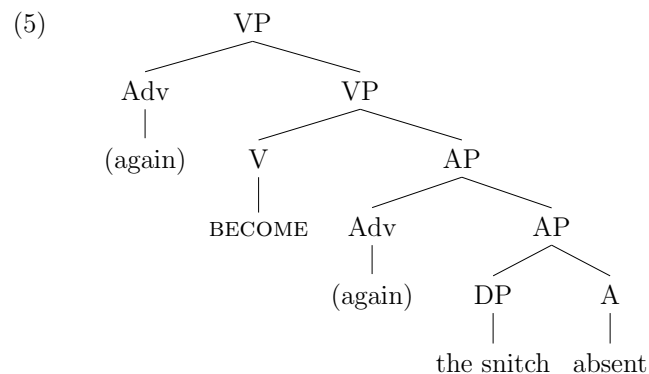 (5) VP
Adv VP
(again) V AP
BECOME Adv AP
(again) DP A
the snitch absent